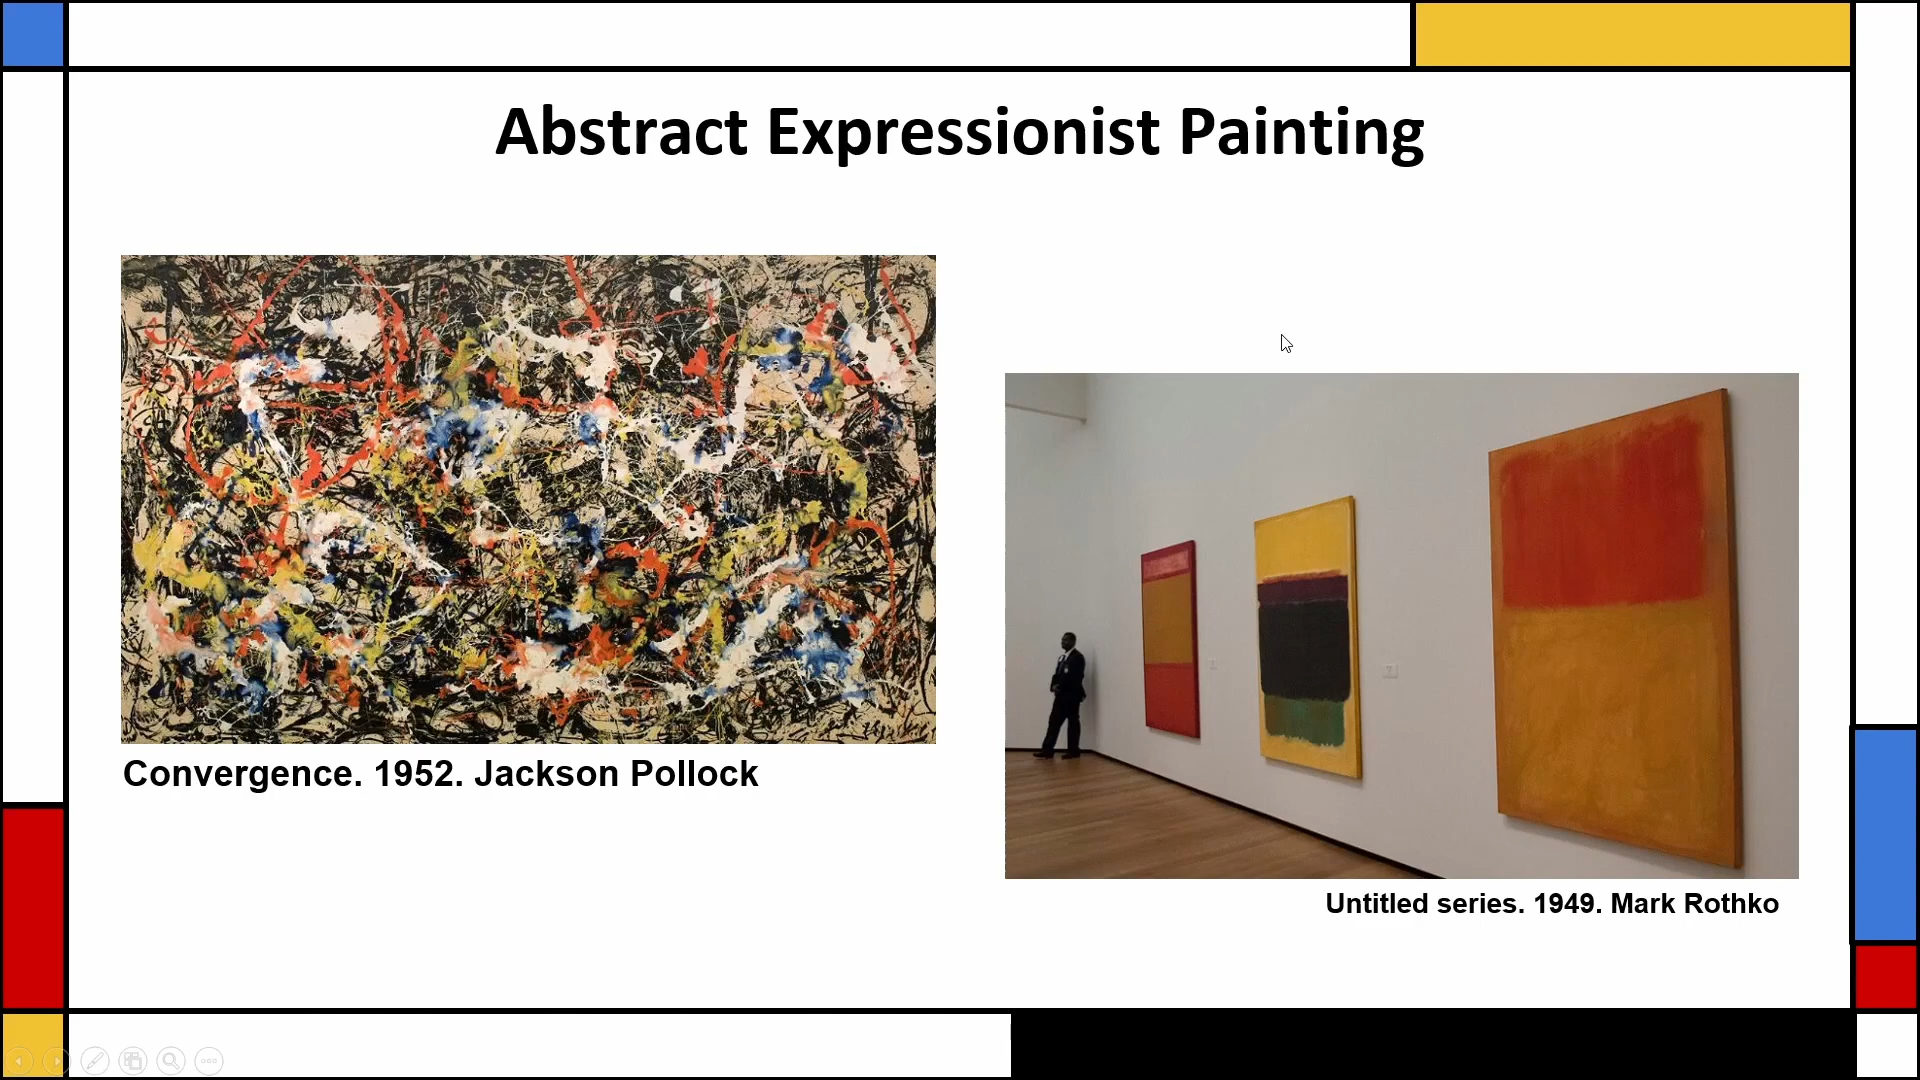 Abstract Expressionist Painting
Convergence. 1952. Jackson Pollock
Untitled series. 1949. Mark Rothko